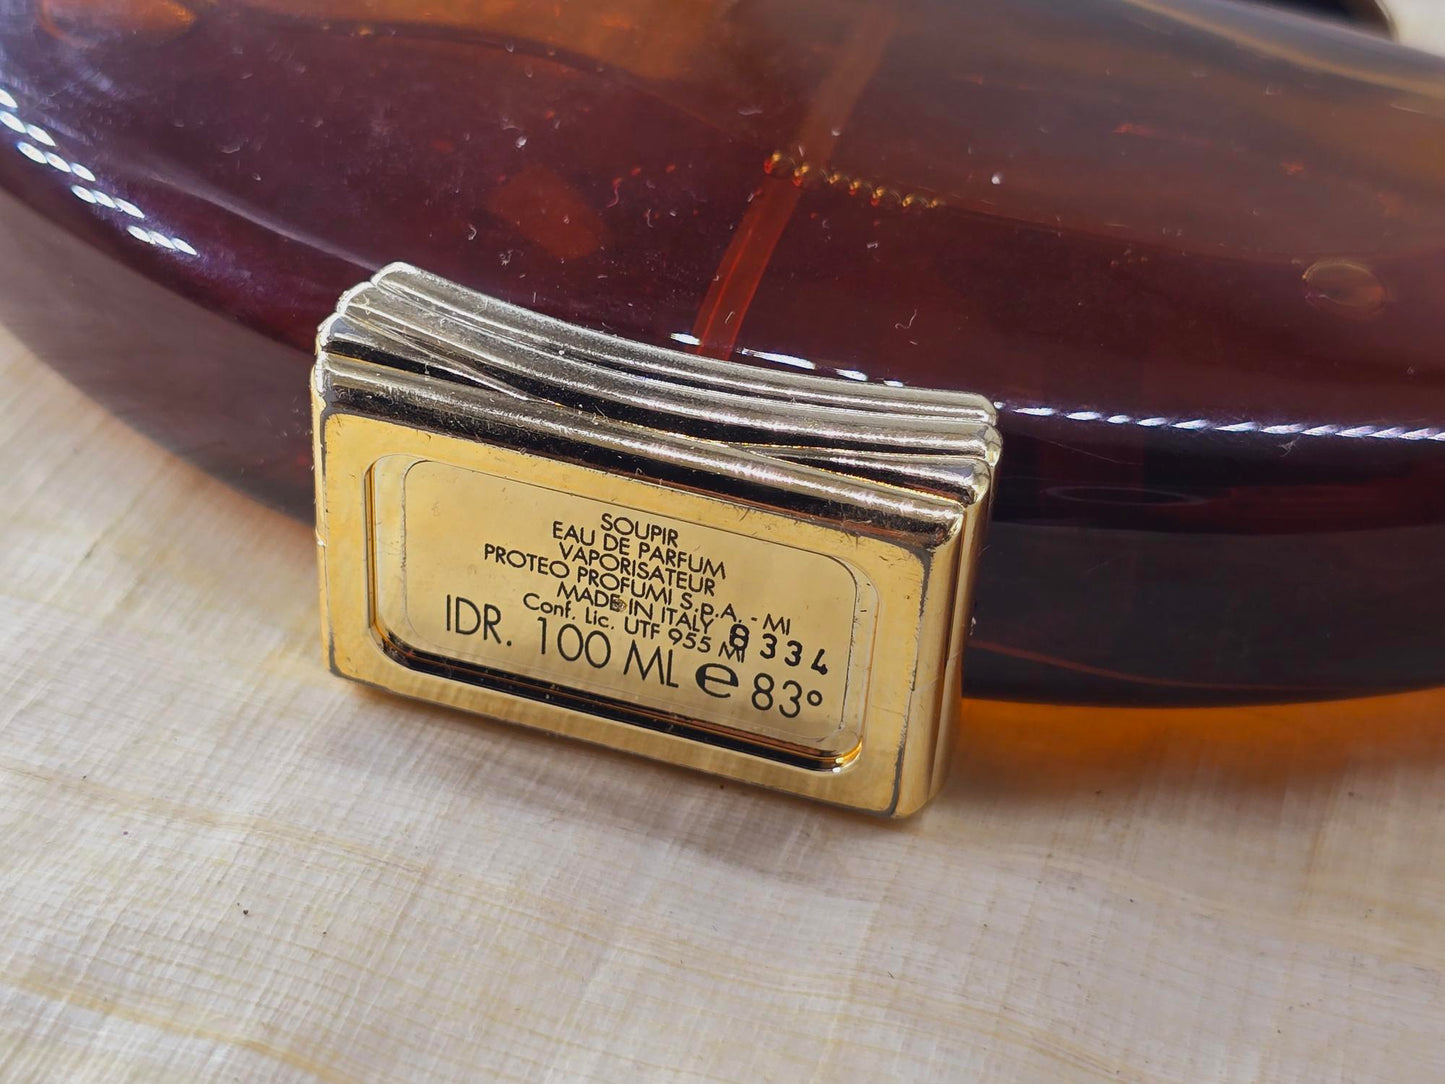 SOUPIR
EAU DE PARFUM
VAPORISATEUR
PROTEO PROFUMI S.p.A. - MI
MADE IN ITALY
Conf. Lic. UTF 955 MI
8334
IDR. 100 ML e 83°